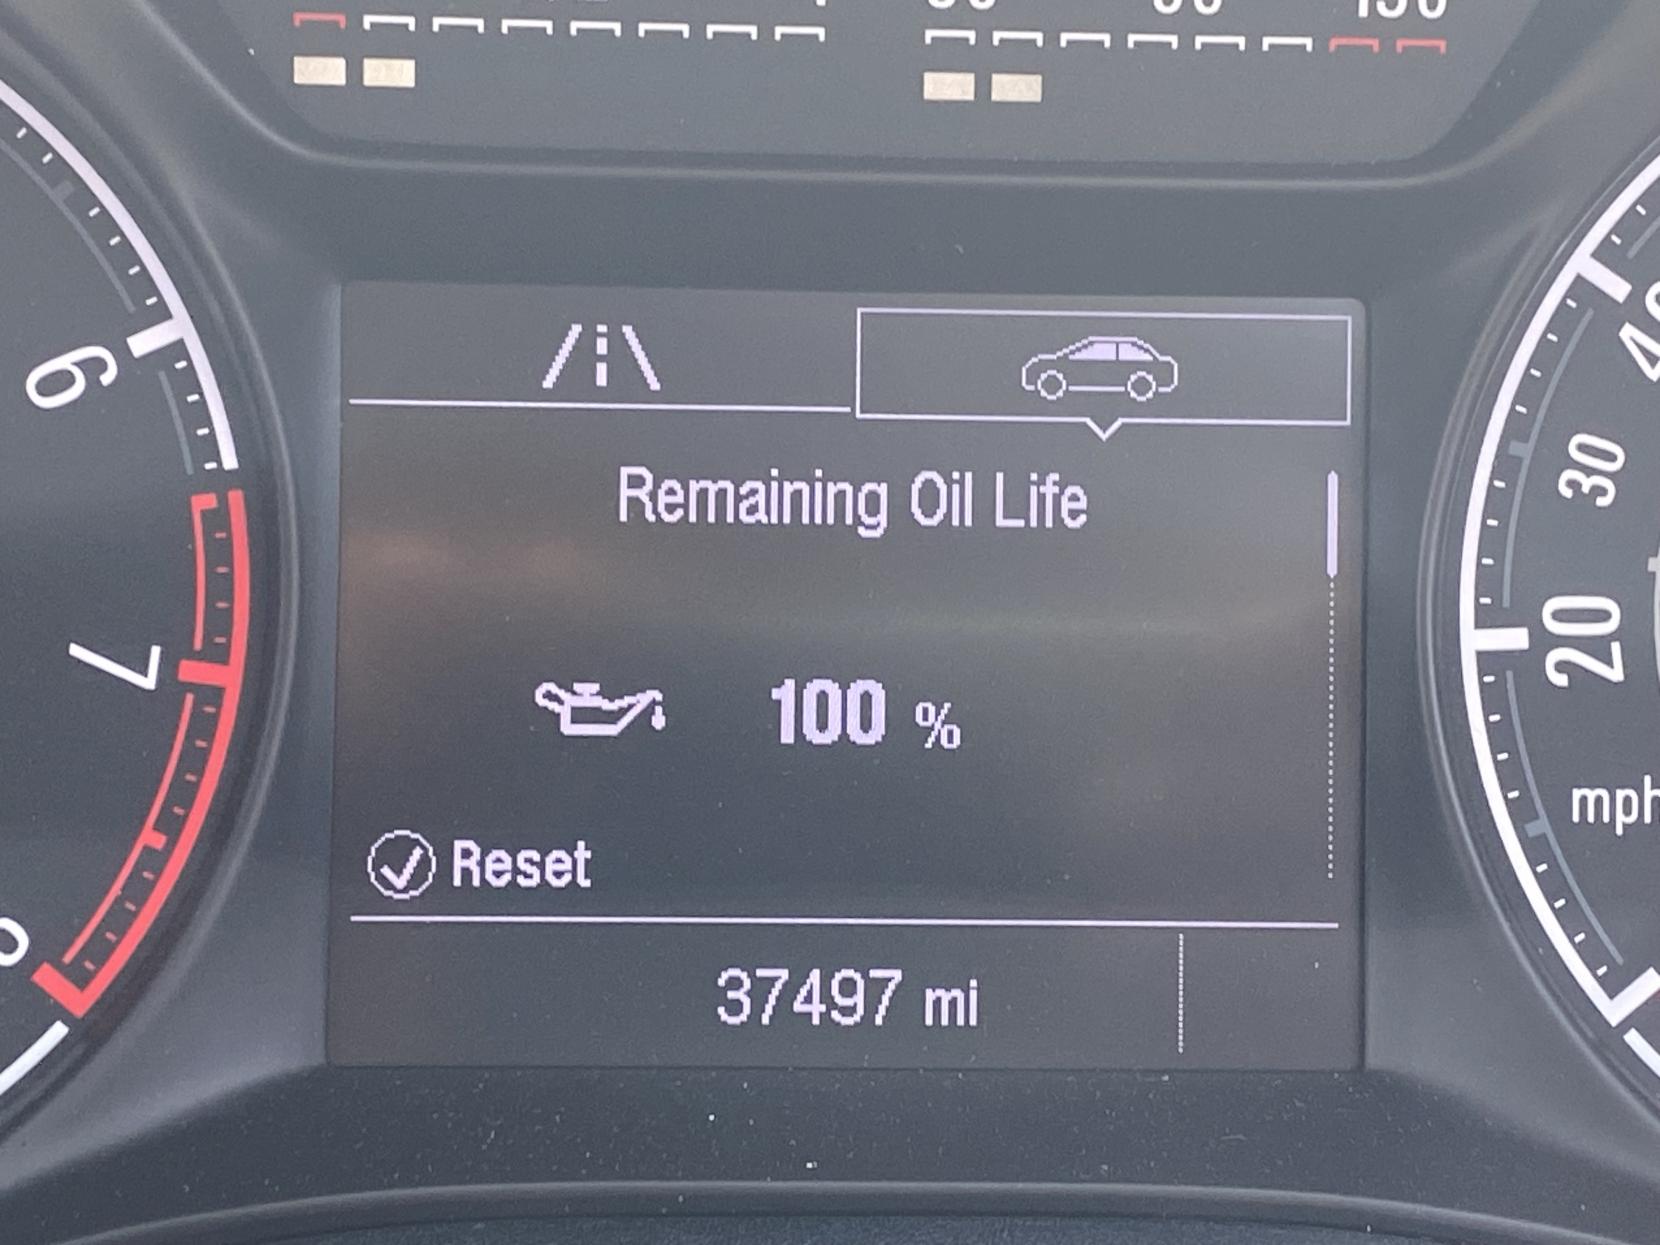 6
7
Remaining Oil Life
100 %
Reset
37497 mi
30
20
mph